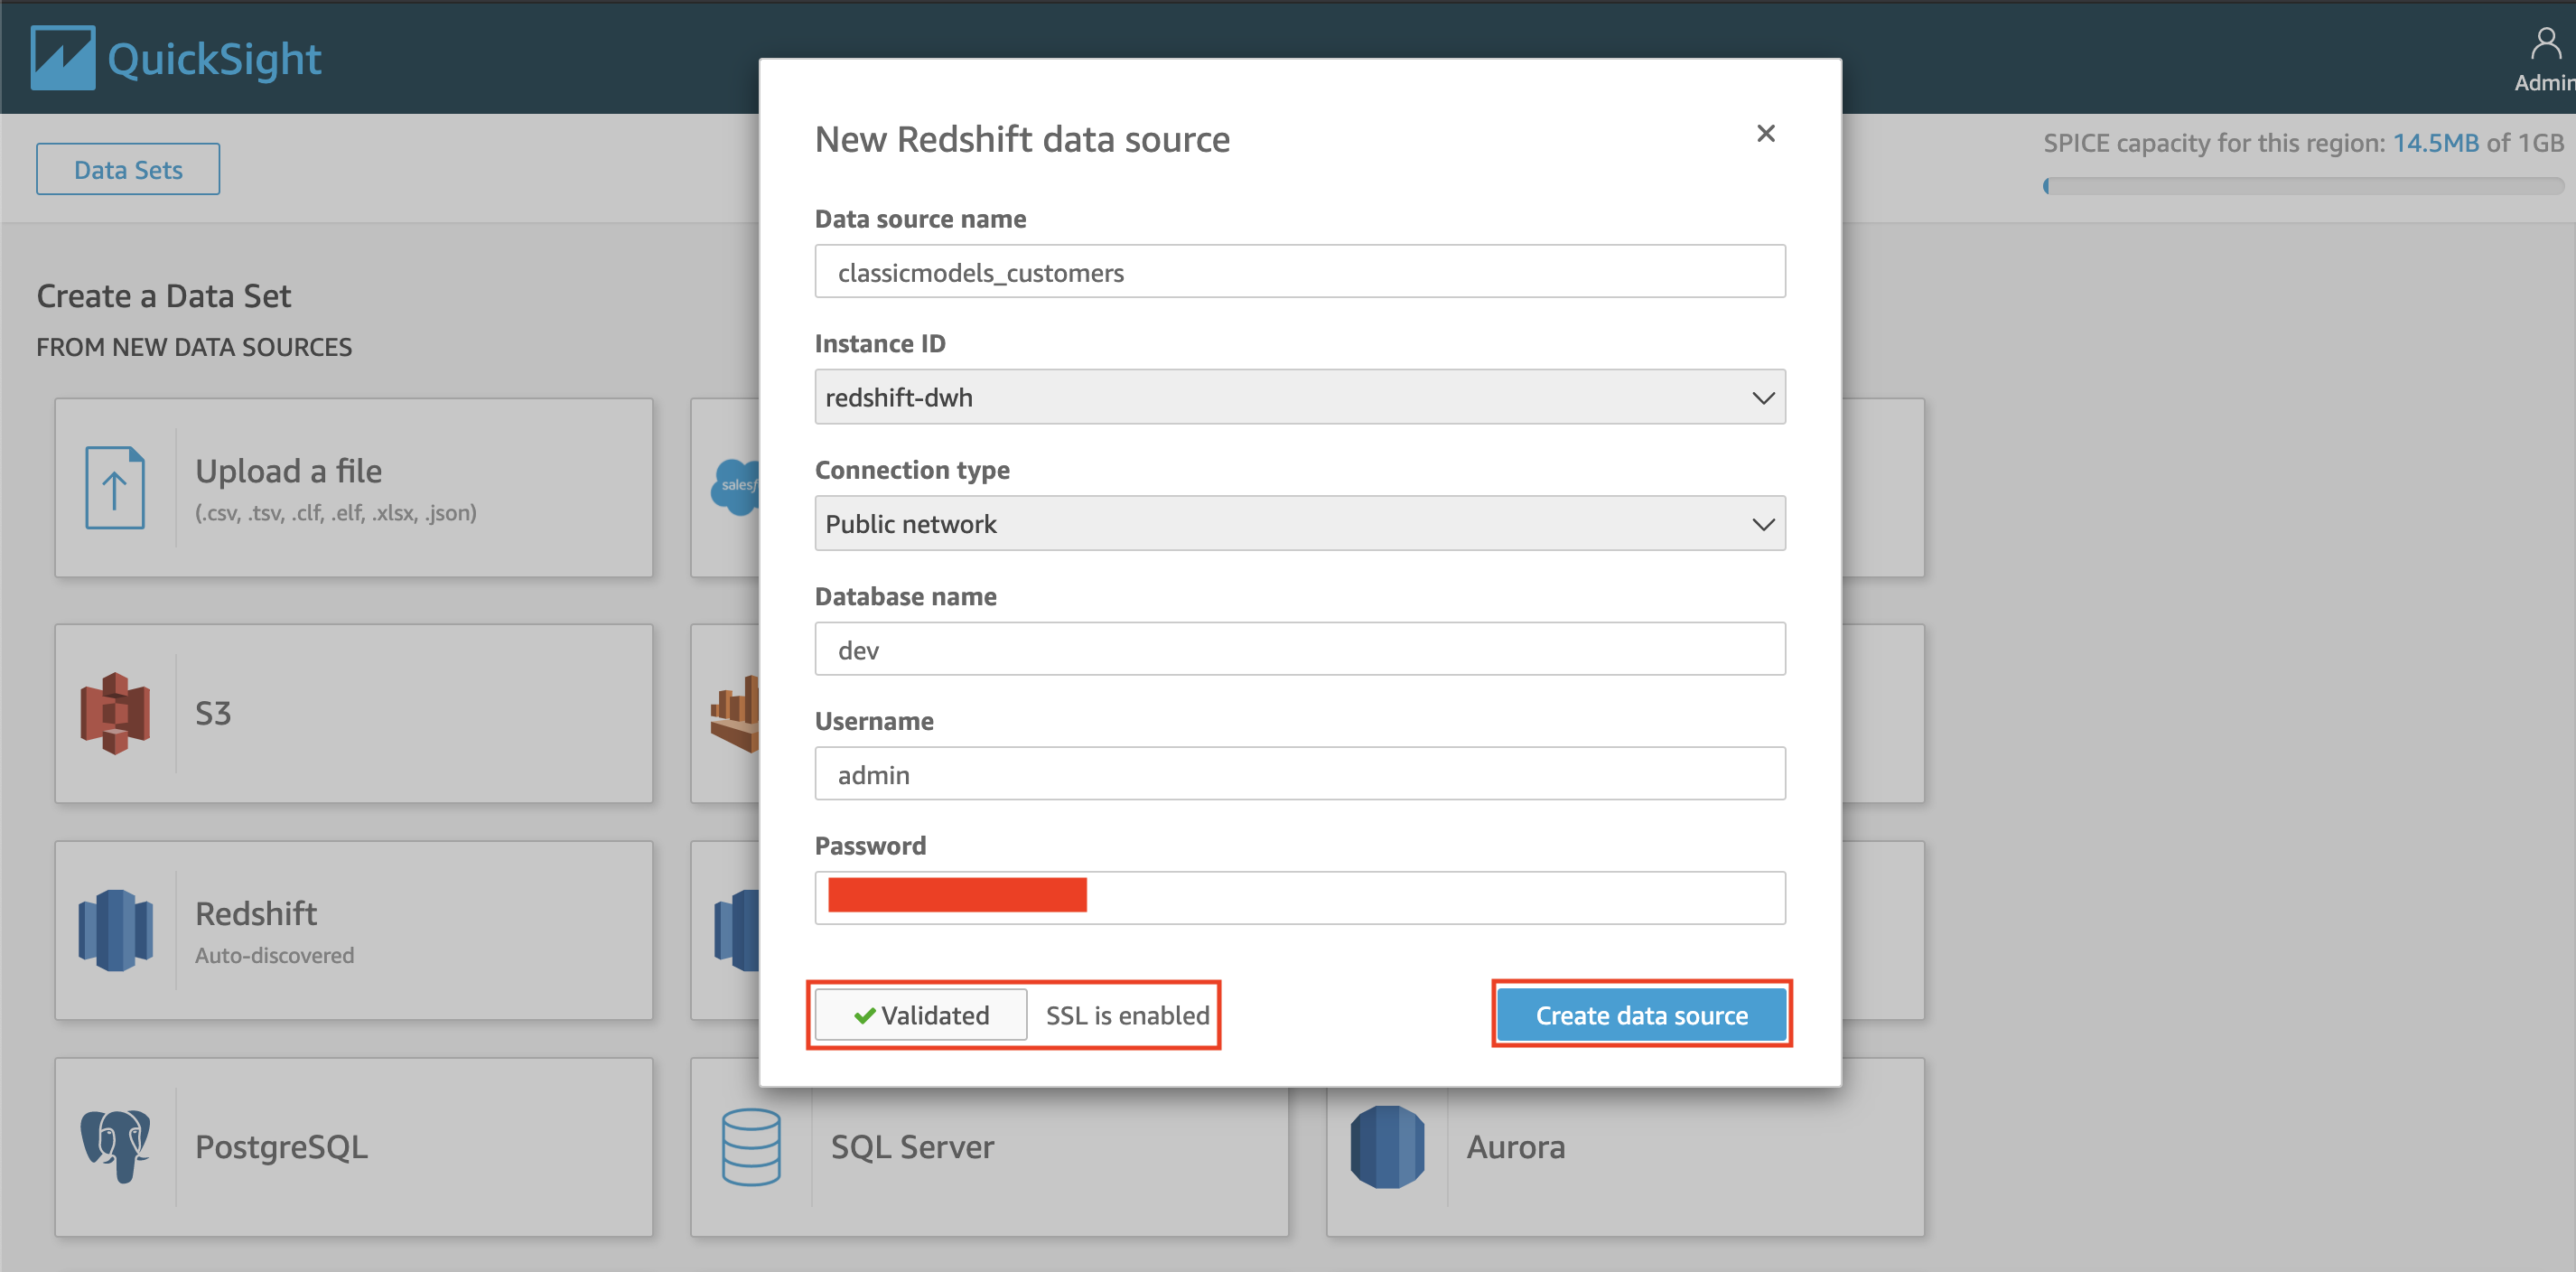 QuickSight
Admin
Data Sets
SPICE capacity for this region: 14.5MB of 1GB
Create a Data Set
FROM NEW DATA SOURCES
Upload a file
(.csv, .tsv, .clf, .elf, .xlsx, .json)
salesf
S3
Redshift
Auto-discovered
PostgreSQL
SQL Server
Aurora
New Redshift data source
Data source name
classicmodels_customers
Instance ID
redshift-dwh
Connection type
Public network
Database name
dev
Username
admin
Password
Validated
SSL is enabled
Create data source